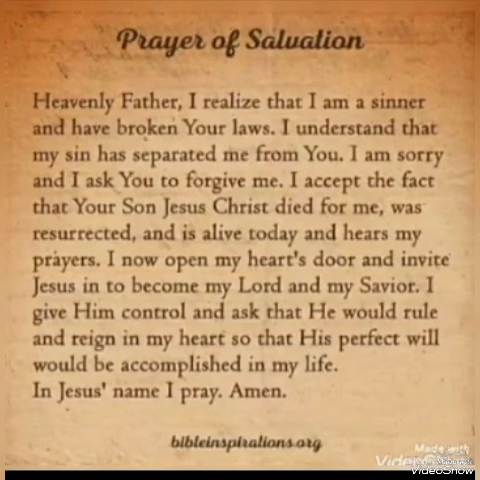 Prayer of Salvation
Heavenly Father, I realize that I am a sinner
and have broken Your laws. I understand that
my sin has separated me from You. I am sorry
and I ask You to forgive me. I accept the fact
that Your Son Jesus Christ died for me, was
resurrected, and is alive today and hears my
prayers. I now open my heart's door and invite
Jesus in to become my Lord and my Savior. I
give Him control and ask that He would rule
and reign in my heart so that His perfect will
would be accomplished in my life.
In Jesus' name I pray. Amen.
bibleinspirations.org
Made with
VideoShow